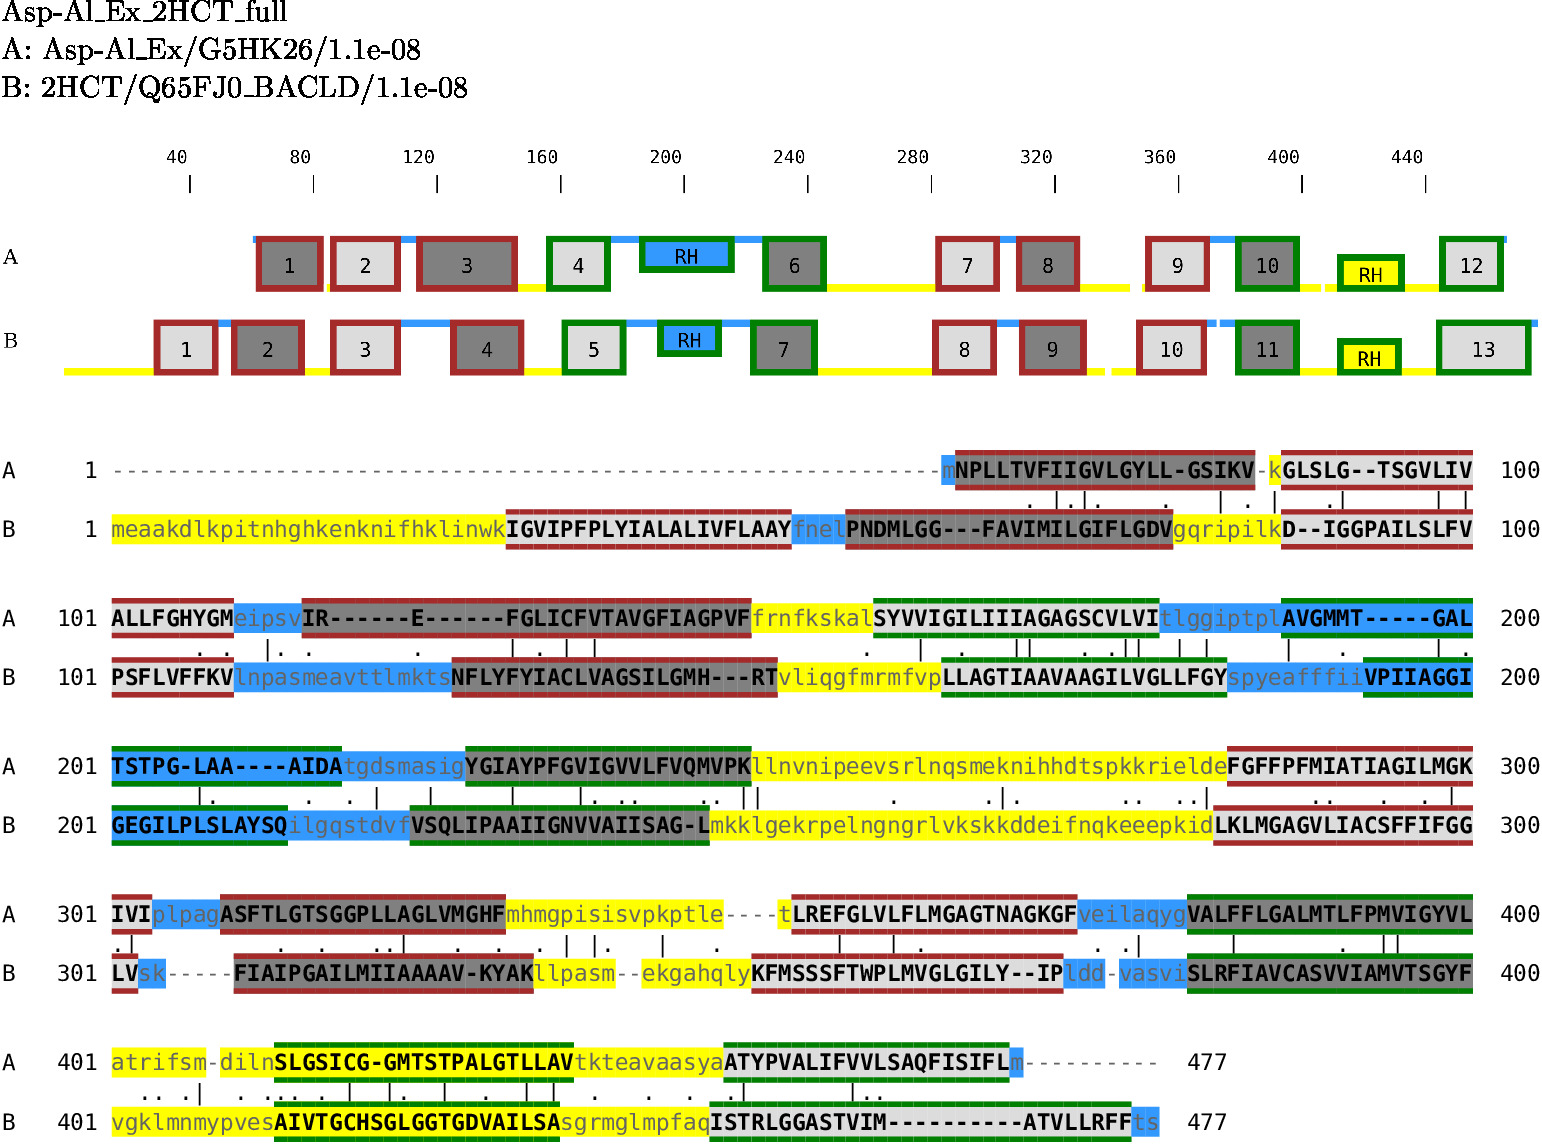 Asp-Al_Ex_2HCT_full
A: Asp-Al_Ex/G5HK26/1.1e-08
B: 2HCT/Q65FJ0_BACLD/1.1e-08
40 80 120 160 200 240 280 320 360 400 440
A 1 2 3 4 RH 6 7 8 9 10 RH 12
B 1 2 3 4 5 RH 7 8 9 10 11 RH 13
A 1 -------------------------------------------------------------mNPLLTVFIIGVLGYLL-GSIKV-kGLSLG--TSGVLIV 100
B 1 meaakdlkpitnhghkenknifhklinwkIGVIPFPLYIALALIVFLAAYfnelPNDMLGG---FAVIMILGIFLGDVgqripilkD--IGGPAILSLFV 100
A 101 ALLFGHYGMeipsvIR------E------FGLICFVTAVGFIAGPVFfrnfkskalSYVVIGILIIIAGAGSCVLVItlggiptplAVGMMT-----GAL 200
B 101 PSFLVFFKVlnpasmeavttlmktsNFLYFYIACLVAGSILGMH---RTvliqgfmrmfvpLLAGTIAAVAAGILVGLLFGYspyeafffiiVPIIAGGI 200
A 201 TSTPG-LAA----AIDAtgdsmasigYGIAYPFGVIGVVLFVQMVPKllnvnipeevsrlnqsmeknihhdtspkkrieldeFGFFPFMIATIAGILMGK 300
B 201 GEGILPLSLAYSQilgqstdvfVSQLIPAAIIGNVVAIISAG-LmkklgekrpelngngrlvkskkddeifnqkeeepkidLKLMGAGVLIACSFFIFGG 300
A 301 IVIplpagASFTLGTSGGPLLAGLVMGHFmhmgpisisvpkptle----tLREFGLVLFLMGAGTNAGKGFveilaqygVALFFLGALMTLFPMVIGYVL 400
B 301 LVsk-----FIAIPGAILMIIAAAAV-KYAKllpasm--ekgahqlyKFMSSSFTWPLMVGLGILY--IPldd-vasviSLRFIAVCASVVIAMVTSGYF 400
A 401 atrifsm-dilnSLGSICG-GMTSTPALGTLLAVtkteavaasyaATYPVALIFVVLSAQFISIFLm---------- 477
B 401 vgklmnmypvesAIVTGCHSGLGGTGDVAILSAsgrmglmpfaqISTRLGGASTVIM----------ATVLLRFFts 477